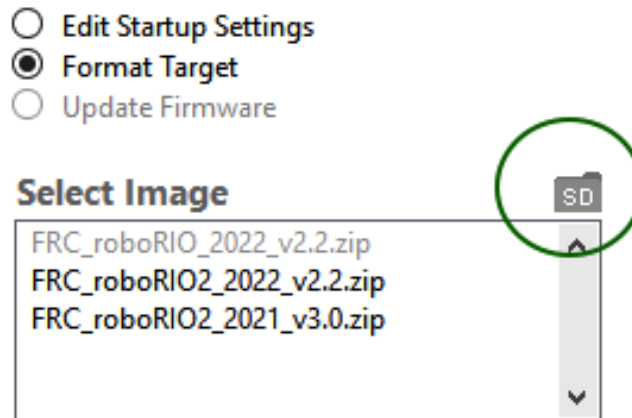 Edit Startup Settings
Format Target
Update Firmware
Select Image
SD
FRC_roboRIO_2022_v2.2.zip
FRC_roboRIO2_2022_v2.2.zip
FRC_roboRIO2_2021_v3.0.zip